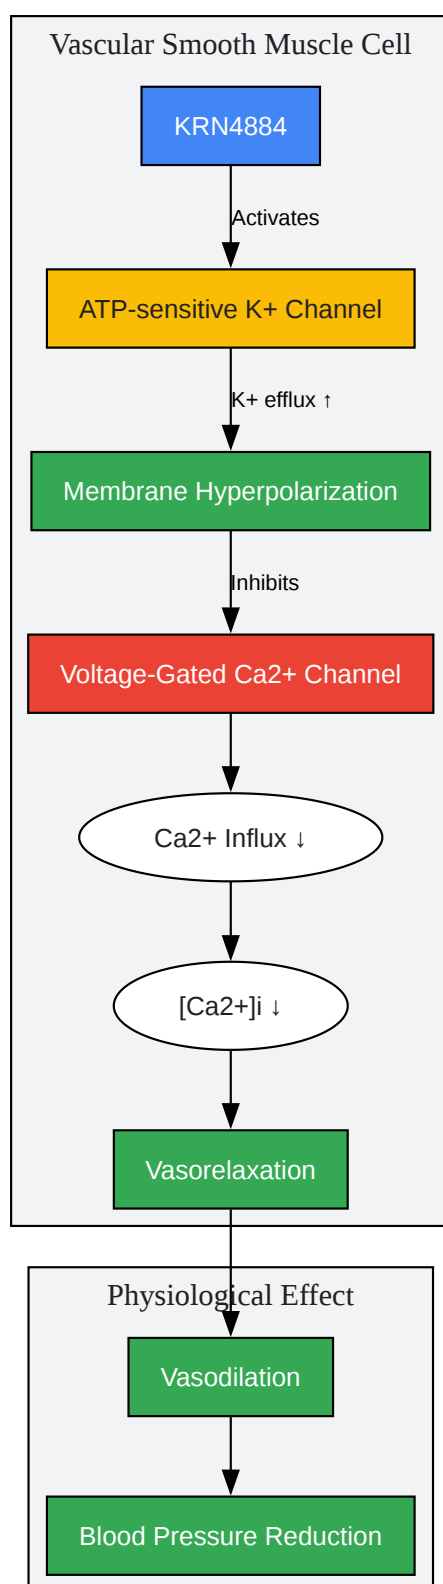 Vascular Smooth Muscle Cell
KRN4884
Activates
ATP-sensitive K+ Channel
K+ efflux ↑
Membrane Hyperpolarization
Inhibits
Voltage-Gated Ca2+ Channel
Ca2+ Influx ↓
[Ca2+]i ↓
Vasorelaxation
Physiological Effect
Vasodilation
Blood Pressure Reduction